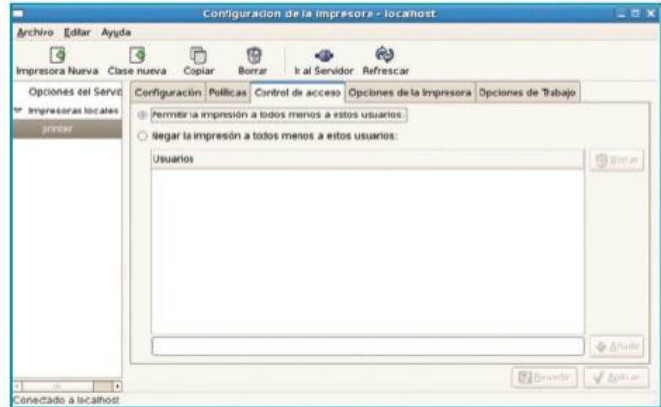 Configuración de la Impresora - localhost
Archivo Editar Ayuda
Impresora Nueva Clase nueva Copiar Borrar Ir al Servidor Refrescar
Opciones del Servic
Impresoras locales
printer
Configuración Políticas Control de acceso Opciones de la Impresora Opciones de Trabajo
Permitir la impresión a todos menos a estos usuarios:
Negar la impresión a todos menos a estos usuarios:
Usuarios
Borrar
Añadir
Revertir Aplicar
Conectado a localhost